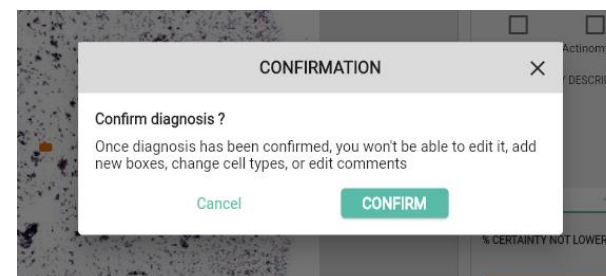 CONFIRMATION
Actinom
Y DESCRI
Confirm diagnosis ?
Once diagnosis has been confirmed, you won't be able to edit it, add
new boxes, change cell types, or edit comments
Cancel
CONFIRM
% CERTAINTY NOT LOWER